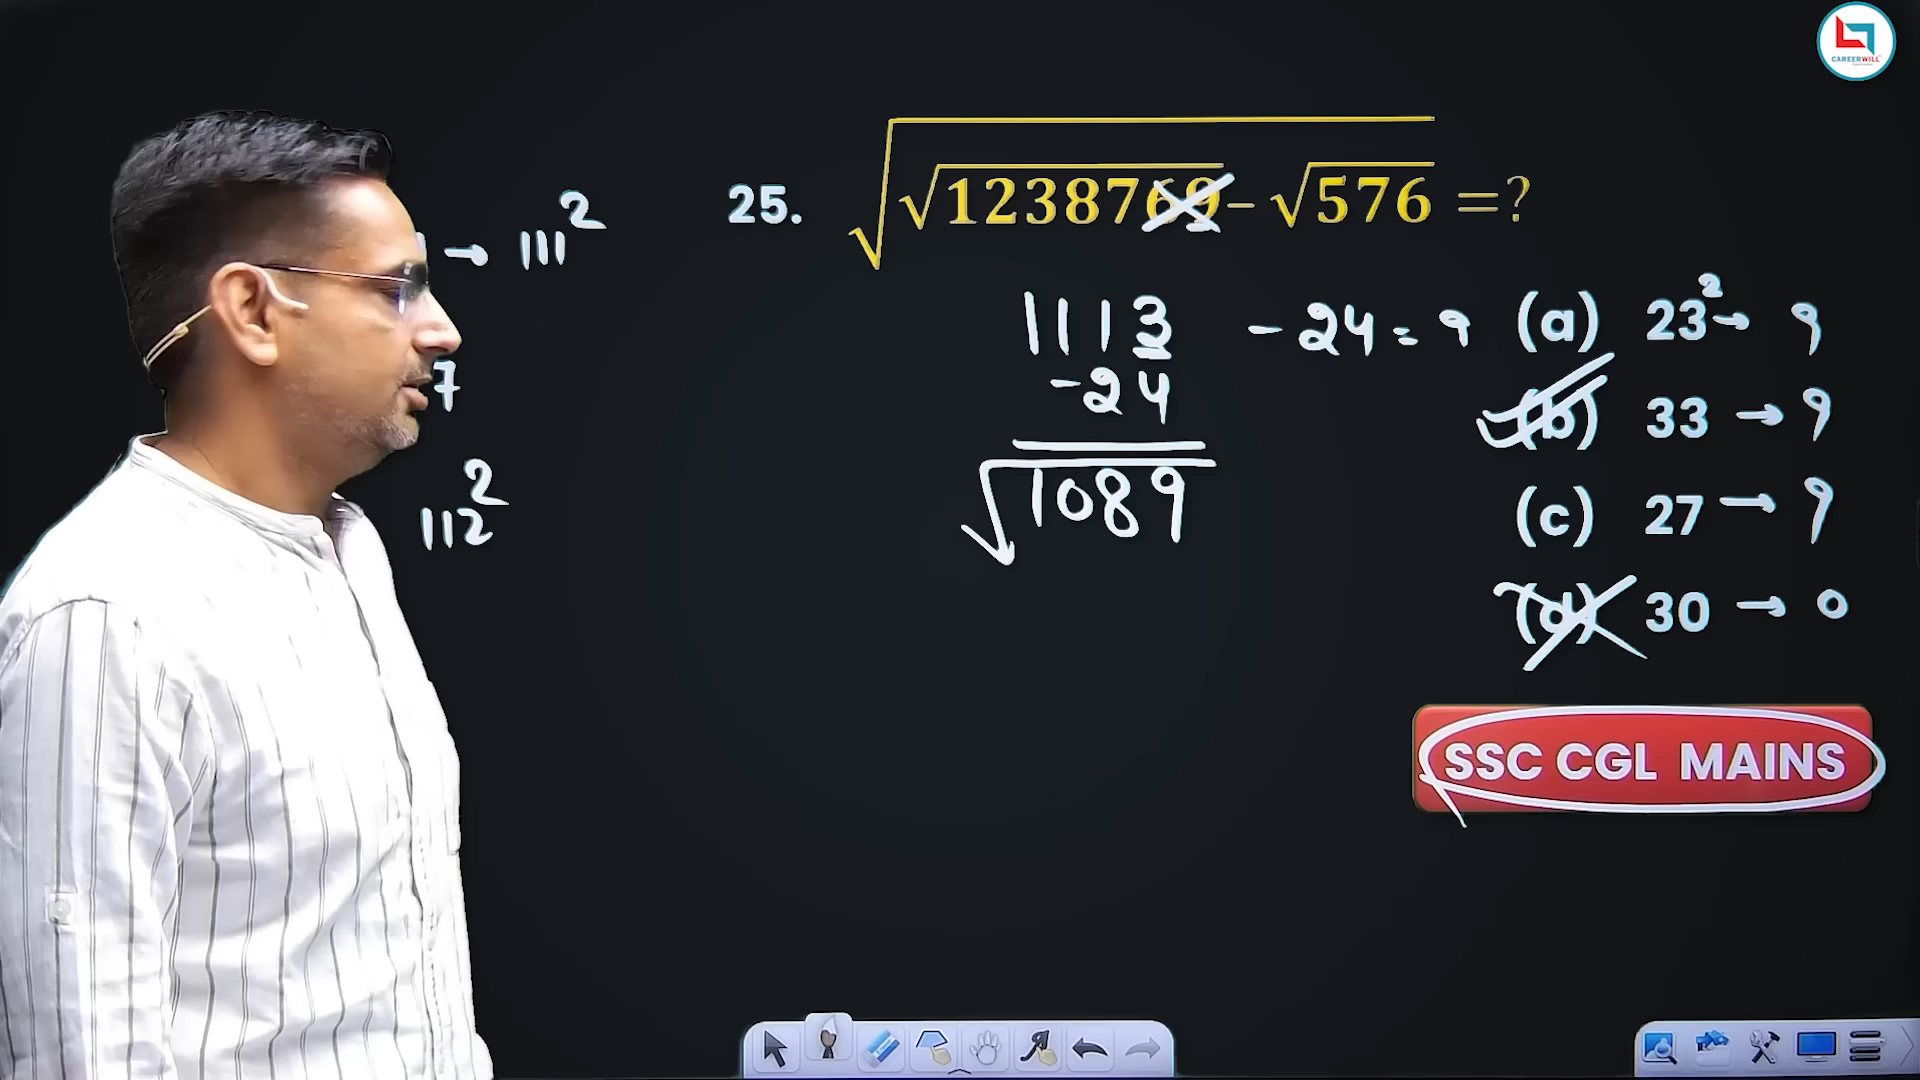 CAREERWILL
25. √(√1238769 - √576) = ?
→ 111²
1113 - 24 = 9
-24
√1089
7
112²
(a) 23² → 9
(b) 33 → 9
(c) 27 → 9
(d) 30 → 0
SSC CGL MAINS